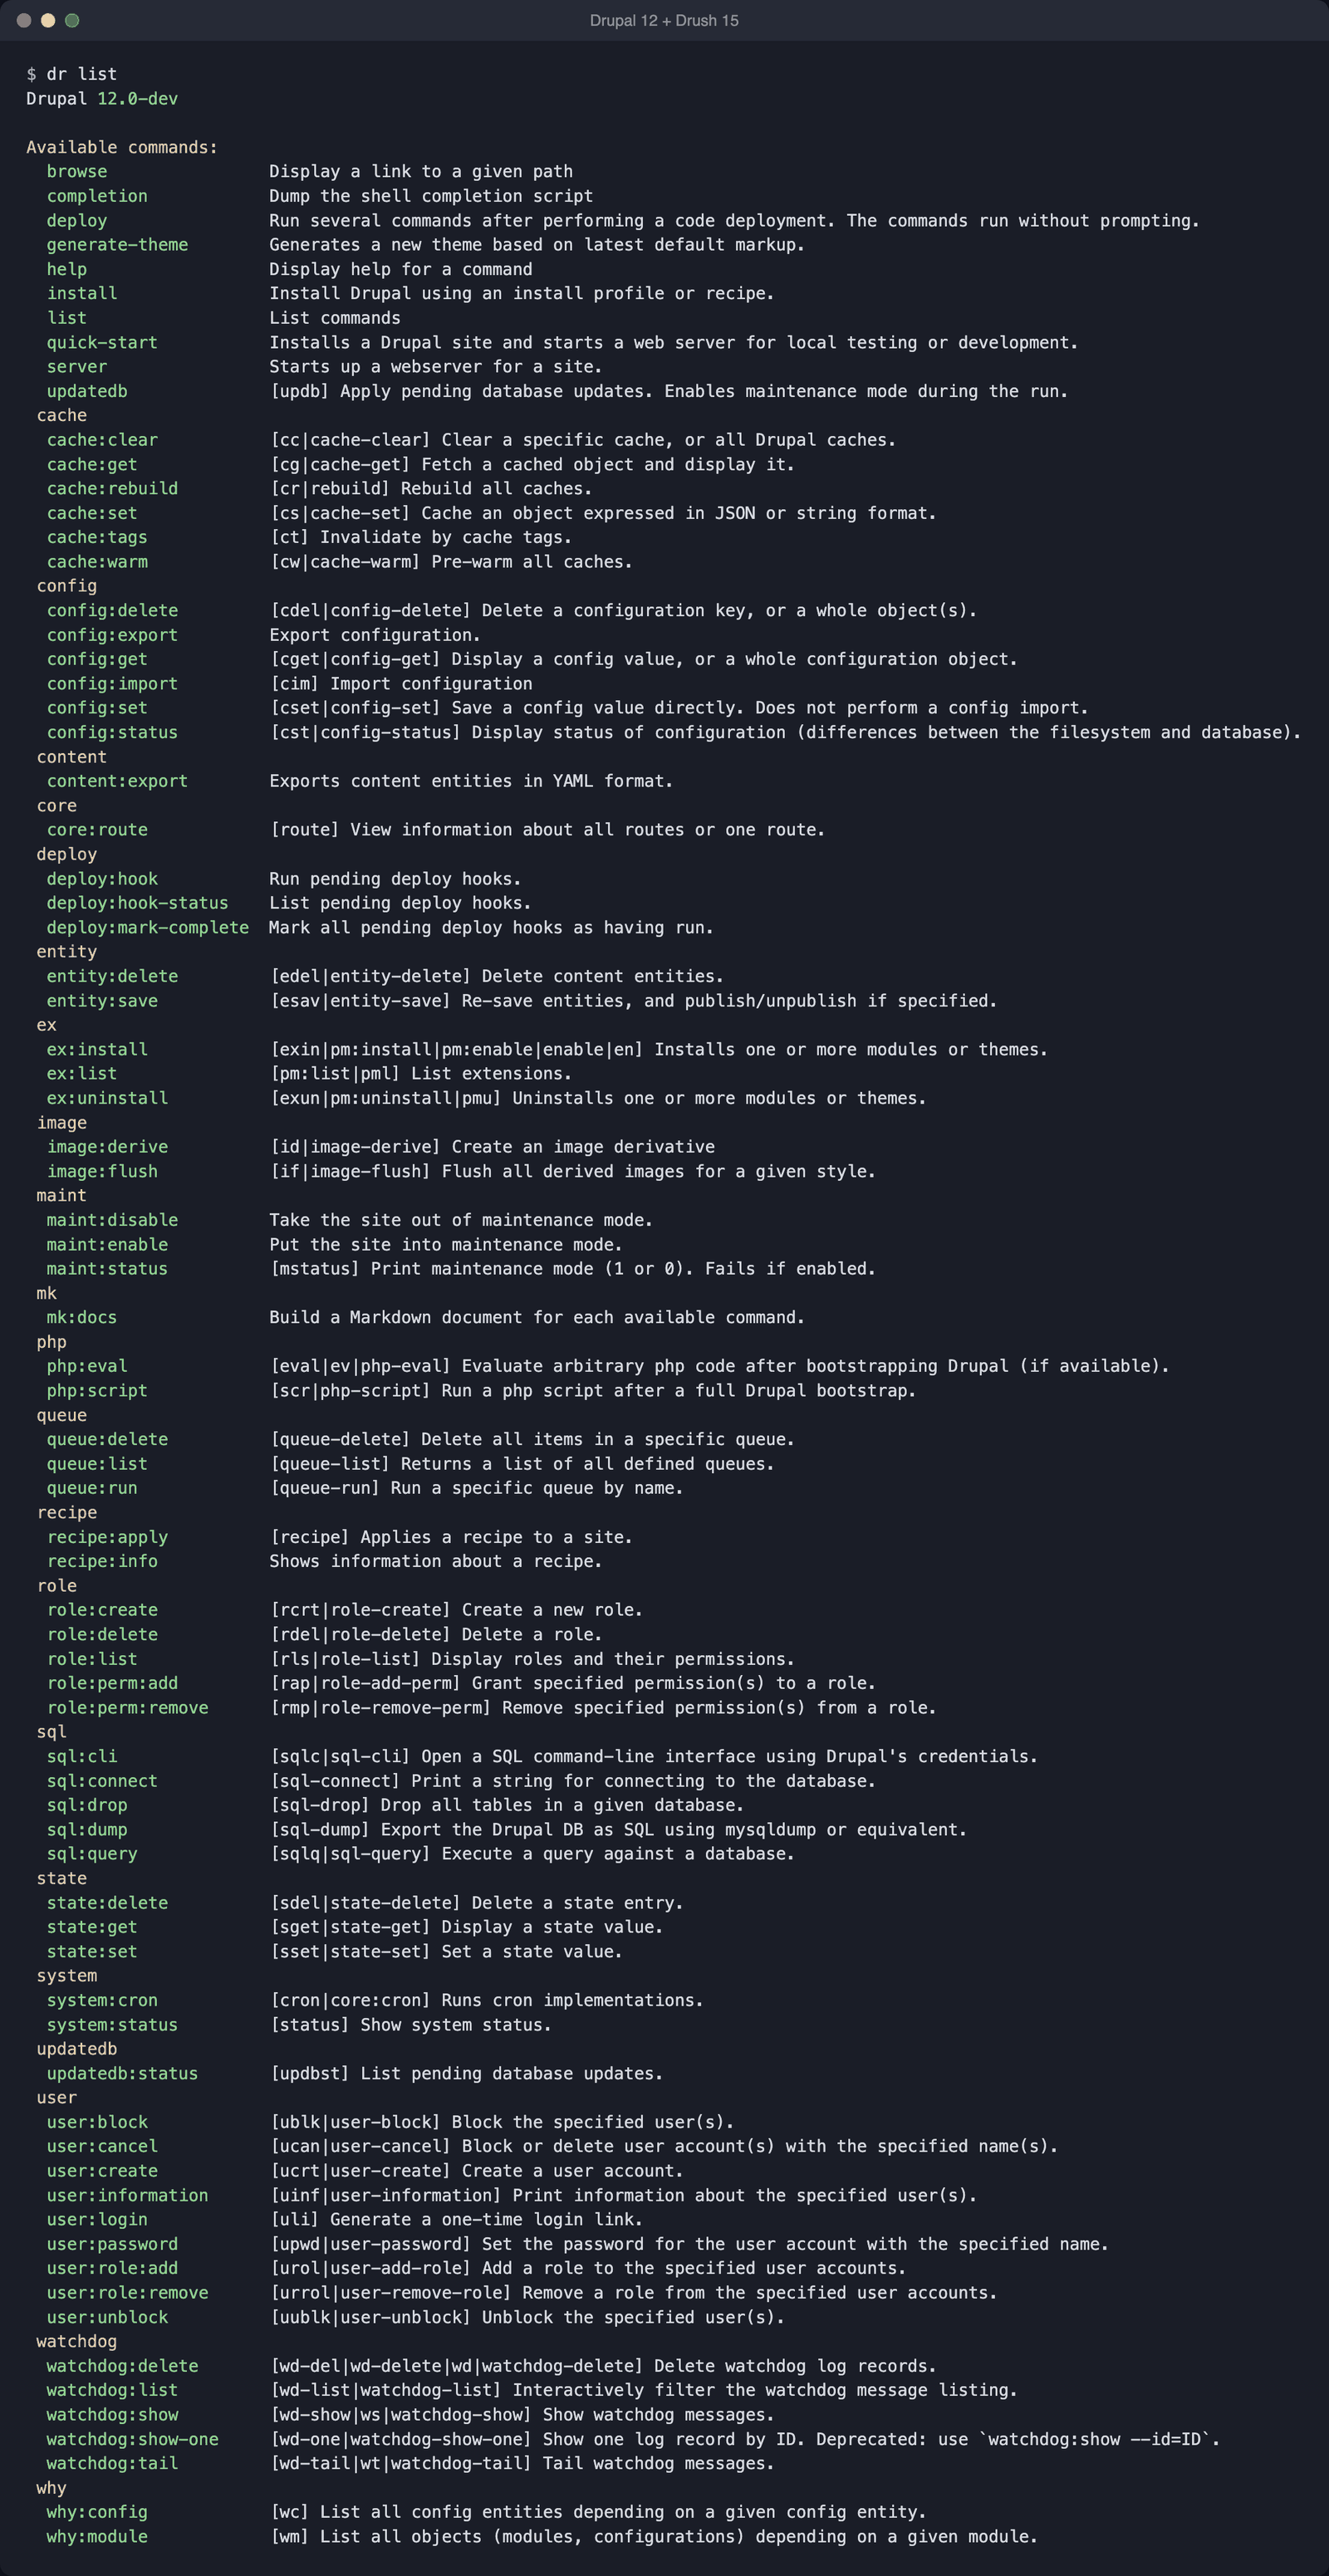 Drupal 12 + Drush 15
$ dr list
Drupal 12.0-dev
Available commands:
browse Display a link to a given path
completion Dump the shell completion script
deploy Run several commands after performing a code deployment. The commands run without prompting.
generate-theme Generates a new theme based on latest default markup.
help Display help for a command
install Install Drupal using an install profile or recipe.
list List commands
quick-start Installs a Drupal site and starts a web server for local testing or development.
server Starts up a webserver for a site.
updatedb [updb] Apply pending database updates. Enables maintenance mode during the run.
cache
cache:clear [cc|cache-clear] Clear a specific cache, or all Drupal caches.
cache:get [cg|cache-get] Fetch a cached object and display it.
cache:rebuild [cr|rebuild] Rebuild all caches.
cache:set [cs|cache-set] Cache an object expressed in JSON or string format.
cache:tags [ct] Invalidate by cache tags.
cache:warm [cw|cache-warm] Pre-warm all caches.
config
config:delete [cdel|config-delete] Delete a configuration key, or a whole object(s).
config:export Export configuration.
config:get [cget|config-get] Display a config value, or a whole configuration object.
config:import [cim] Import configuration
config:set [cset|config-set] Save a config value directly. Does not perform a config import.
config:status [cst|config-status] Display status of configuration (differences between the filesystem and database).
content
content:export Exports content entities in YAML format.
core
core:route [route] View information about all routes or one route.
deploy
deploy:hook Run pending deploy hooks.
deploy:hook-status List pending deploy hooks.
deploy:mark-complete Mark all pending deploy hooks as having run.
entity
entity:delete [edel|entity-delete] Delete content entities.
entity:save [esav|entity-save] Re-save entities, and publish/unpublish if specified.
ex
ex:install [exin|pm:install|pm:enable|enable|en] Installs one or more modules or themes.
ex:list [pm:list|pml] List extensions.
ex:uninstall [exun|pm:uninstall|pmu] Uninstalls one or more modules or themes.
image
image:derive [id|image-derive] Create an image derivative
image:flush [if|image-flush] Flush all derived images for a given style.
maint
maint:disable Take the site out of maintenance mode.
maint:enable Put the site into maintenance mode.
maint:status [mstatus] Print maintenance mode (1 or 0). Fails if enabled.
mk
mk:docs Build a Markdown document for each available command.
php
php:eval [eval|ev|php-eval] Evaluate arbitrary php code after bootstrapping Drupal (if available).
php:script [scr|php-script] Run a php script after a full Drupal bootstrap.
queue
queue:delete [queue-delete] Delete all items in a specific queue.
queue:list [queue-list] Returns a list of all defined queues.
queue:run [queue-run] Run a specific queue by name.
recipe
recipe:apply [recipe] Applies a recipe to a site.
recipe:info Shows information about a recipe.
role
role:create [rcrt|role-create] Create a new role.
role:delete [rdel|role-delete] Delete a role.
role:list [rls|role-list] Display roles and their permissions.
role:perm:add [rap|role-add-perm] Grant specified permission(s) to a role.
role:perm:remove [rmp|role-remove-perm] Remove specified permission(s) from a role.
sql
sql:cli [sqlc|sql-cli] Open a SQL command-line interface using Drupal's credentials.
sql:connect [sql-connect] Print a string for connecting to the database.
sql:drop [sql-drop] Drop all tables in a given database.
sql:dump [sql-dump] Export the Drupal DB as SQL using mysqldump or equivalent.
sql:query [sqlq|sql-query] Execute a query against a database.
state
state:delete [sdel|state-delete] Delete a state entry.
state:get [sget|state-get] Display a state value.
state:set [sset|state-set] Set a state value.
system
system:cron [cron|core:cron] Runs cron implementations.
system:status [status] Show system status.
updatedb
updatedb:status [updbst] List pending database updates.
user
user:block [ublk|user-block] Block the specified user(s).
user:cancel [ucan|user-cancel] Block or delete user account(s) with the specified name(s).
user:create [ucrt|user-create] Create a user account.
user:information [uinf|user-information] Print information about the specified user(s).
user:login [uli] Generate a one-time login link.
user:password [upwd|user-password] Set the password for the user account with the specified name.
user:role:add [urol|user-add-role] Add a role to the specified user accounts.
user:role:remove [urrol|user-remove-role] Remove a role from the specified user accounts.
user:unblock [uublk|user-unblock] Unblock the specified user(s).
watchdog
watchdog:delete [wd-del|wd-delete|wd|watchdog-delete] Delete watchdog log records.
watchdog:list [wd-list|watchdog-list] Interactively filter the watchdog message listing.
watchdog:show [wd-show|ws|watchdog-show] Show watchdog messages.
watchdog:show-one [wd-one|watchdog-show-one] Show one log record by ID. Deprecated: use `watchdog:show --id=ID`.
watchdog:tail [wd-tail|wt|watchdog-tail] Tail watchdog messages.
why
why:config [wc] List all config entities depending on a given config entity.
why:module [wm] List all objects (modules, configurations) depending on a given module.